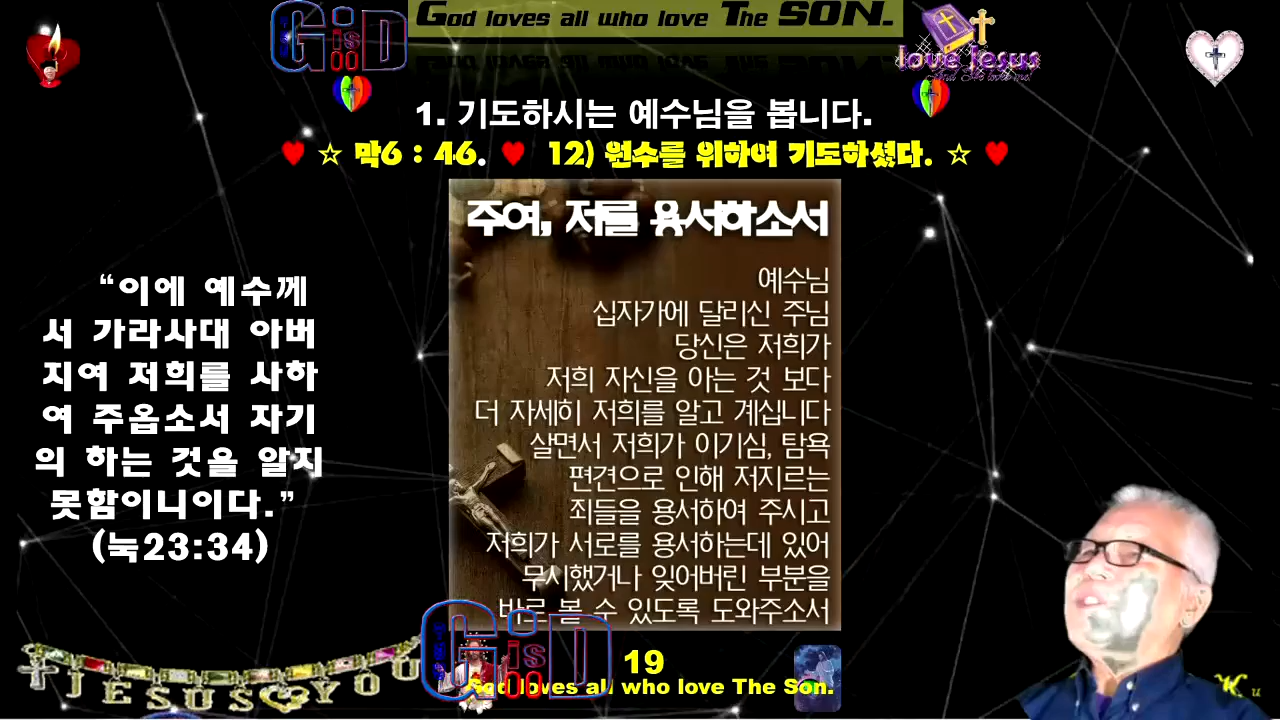 God loves all who love The SON.
GisD
love Jesus
And He loves me!
1. 기도하시는 예수님을 봅니다.
♥ ☆ 막6 : 46. ♥ 12) 원수를 위하여 기도하셨다. ☆ ♥
주여, 저를 용서하소서
예수님
십자가에 달리신 주님
당신은 저희가
저희 자신을 아는 것 보다
더 자세히 저희를 알고 계십니다
살면서 저희가 이기심, 탐욕
편견으로 인해 저지르는
죄들을 용서하여 주시고
저희가 서로를 용서하는데 있어
무시했거나 잊어버린 부분을
바로 볼 수 있도록 도와주소서
“이에 예수께
서 가라사대 아버
지여 저희를 사하
여 주옵소서 자기
의 하는 것을 알지
못함이니이다.”
(눅23:34)
JESUS YOU
GisD
19
God loves all who love The Son.